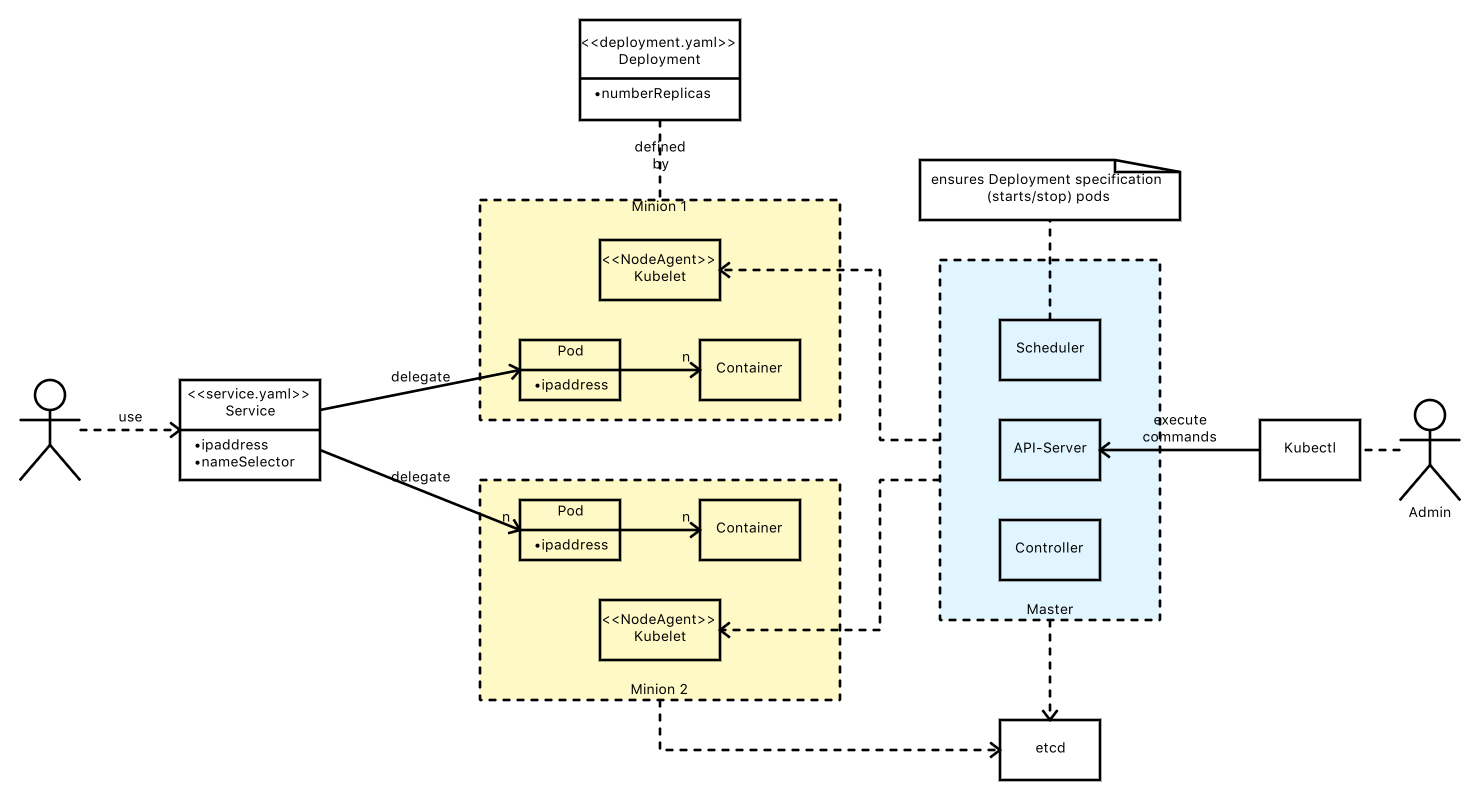 <<deployment.yaml>>
Deployment
•numberReplicas
defined
by
Minion 1
<<NodeAgent>>
Kubelet
Pod
•ipaddress
n
Container
delegate
use
<<service.yaml>>
Service
•ipaddress
•nameSelector
delegate
n
Pod
•ipaddress
n
Container
<<NodeAgent>>
Kubelet
Minion 2
ensures Deployment specification
(starts/stop) pods
Scheduler
API-Server
Controller
Master
execute
commands
Kubectl
Admin
etcd